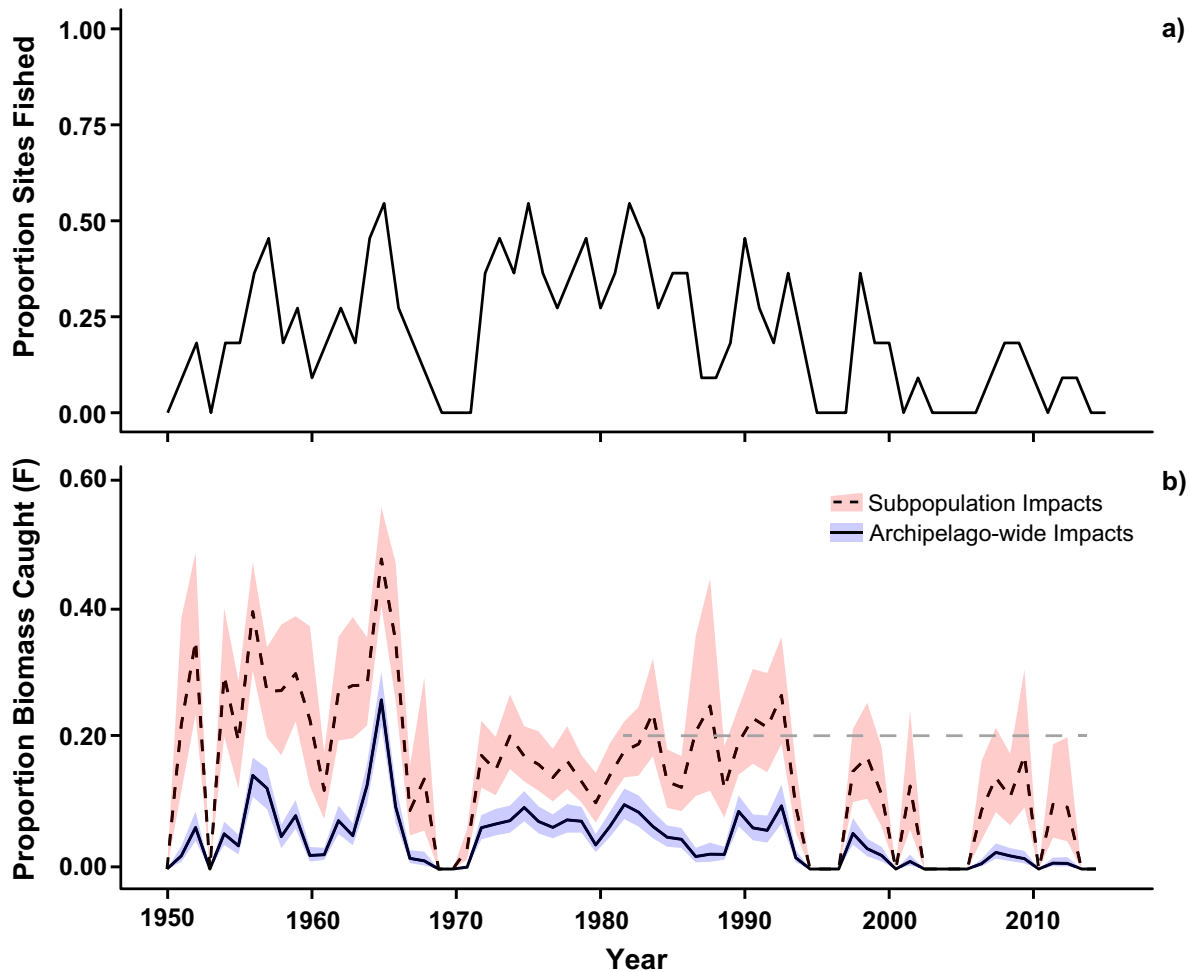 a)
Proportion Sites Fished
1.00
0.75
0.50
0.25
0.00
b)
Proportion Biomass Caught (F)
0.60
0.40
0.20
0.00
Subpopulation Impacts
Archipelago-wide Impacts
1950 1960 1970 1980 1990 2000 2010
Year